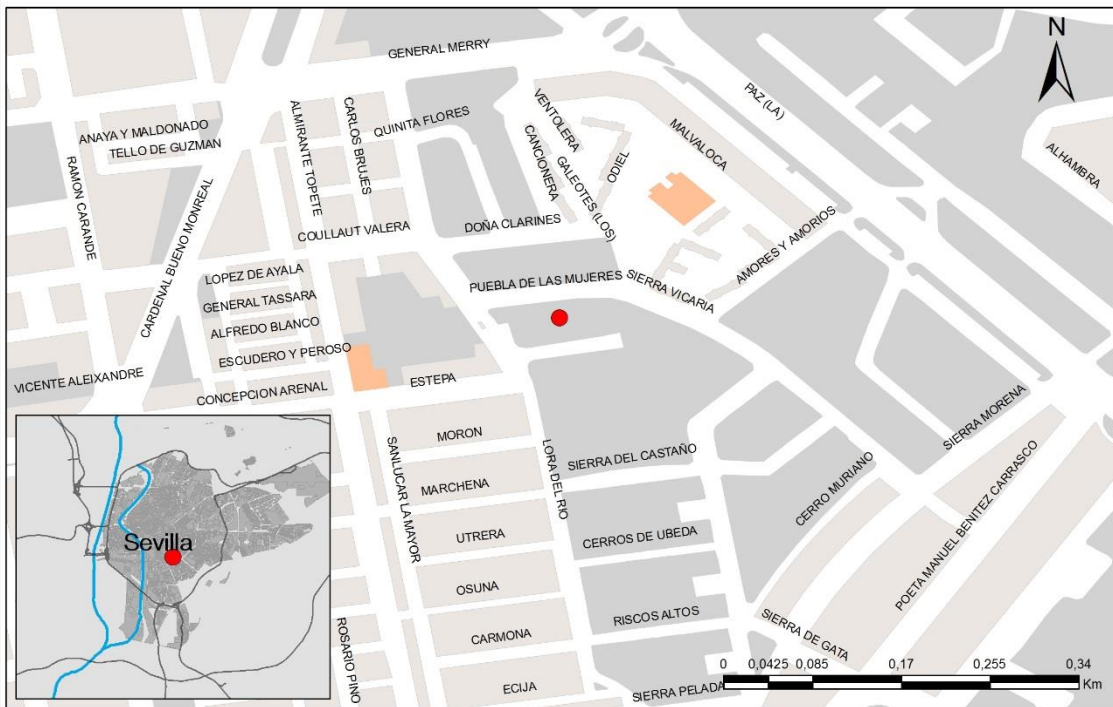 GENERAL MERRY
N
PAZ (LA)
VENTOLERA
ALMIRANTE TOPETE
CARLOS BRUJES
QUINITA FLORES
ANAYA Y MALDONADO
TELLO DE GUZMAN
CANCIONERA
GALEOTES (LOS)
ODIEL
MALVALOCA
ALHAMBRA
RAMON CARANDE
CARDENAL BUENO MONREAL
COULLAUT VALERA
DOÑA CLARINES
AMORES Y AMORIOS
LOPEZ DE AYALA
PUEBLA DE LAS MUJERES
SIERRA VICARIA
GENERAL TASSARA
ALFREDO BLANCO
ESCUDERO Y PEROSO
VICENTE ALEIXANDRE
CONCEPCION ARENAL
ESTEPA
SIERRA MORENA
MORON
SANLUCAR LA MAYOR
LORA DEL RIO
SIERRA DEL CASTAÑO
CERRO MURIANO
POETA MANUEL BENITEZ CARRASCO
MARCHENA
UTRERA
CERROS DE UBEDA
Sevilla
OSUNA
RISCOS ALTOS
SIERRA DE GATA
ROSARIO PINO
CARMONA
ECIJA
SIERRA PELADA
0 0,0425 0,085 0,17 0,255 0,34
Km